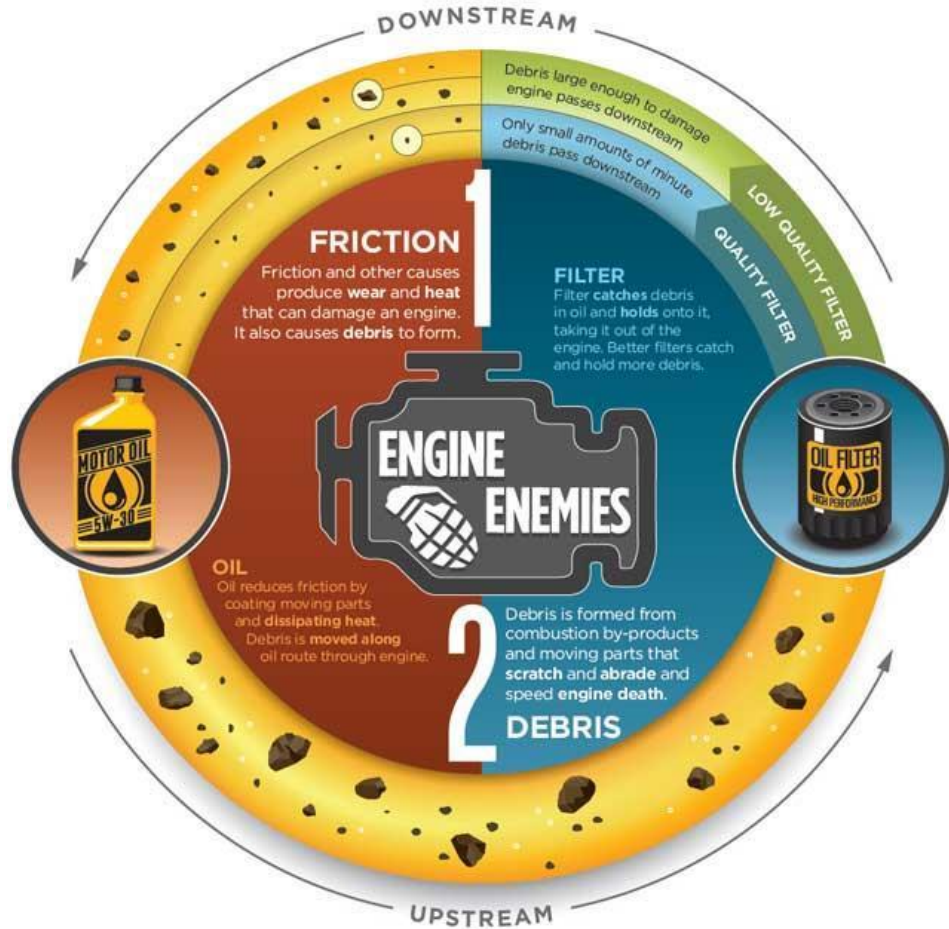 DOWNSTREAM
Debris large enough to damage
engine passes downstream
Only small amounts of minute
debris pass downstream
LOW QUALITY FILTER
QUALITY FILTER
1
FRICTION
Friction and other causes
produce wear and heat
that can damage an engine.
It also causes debris to form.
FILTER
Filter catches debris
in oil and holds onto it,
taking it out of the
engine. Better filters catch
and hold more debris.
MOTOR OIL
5W-30
ENGINE
ENEMIES
OIL FILTER
HIGH PERFORMANCE
OIL
Oil reduces friction by
coating moving parts
and dissipating heat.
Debris is moved along
oil route through engine.
2
Debris is formed from
combustion by-products
and moving parts that
scratch and abrade and
speed engine death.
DEBRIS
UPSTREAM